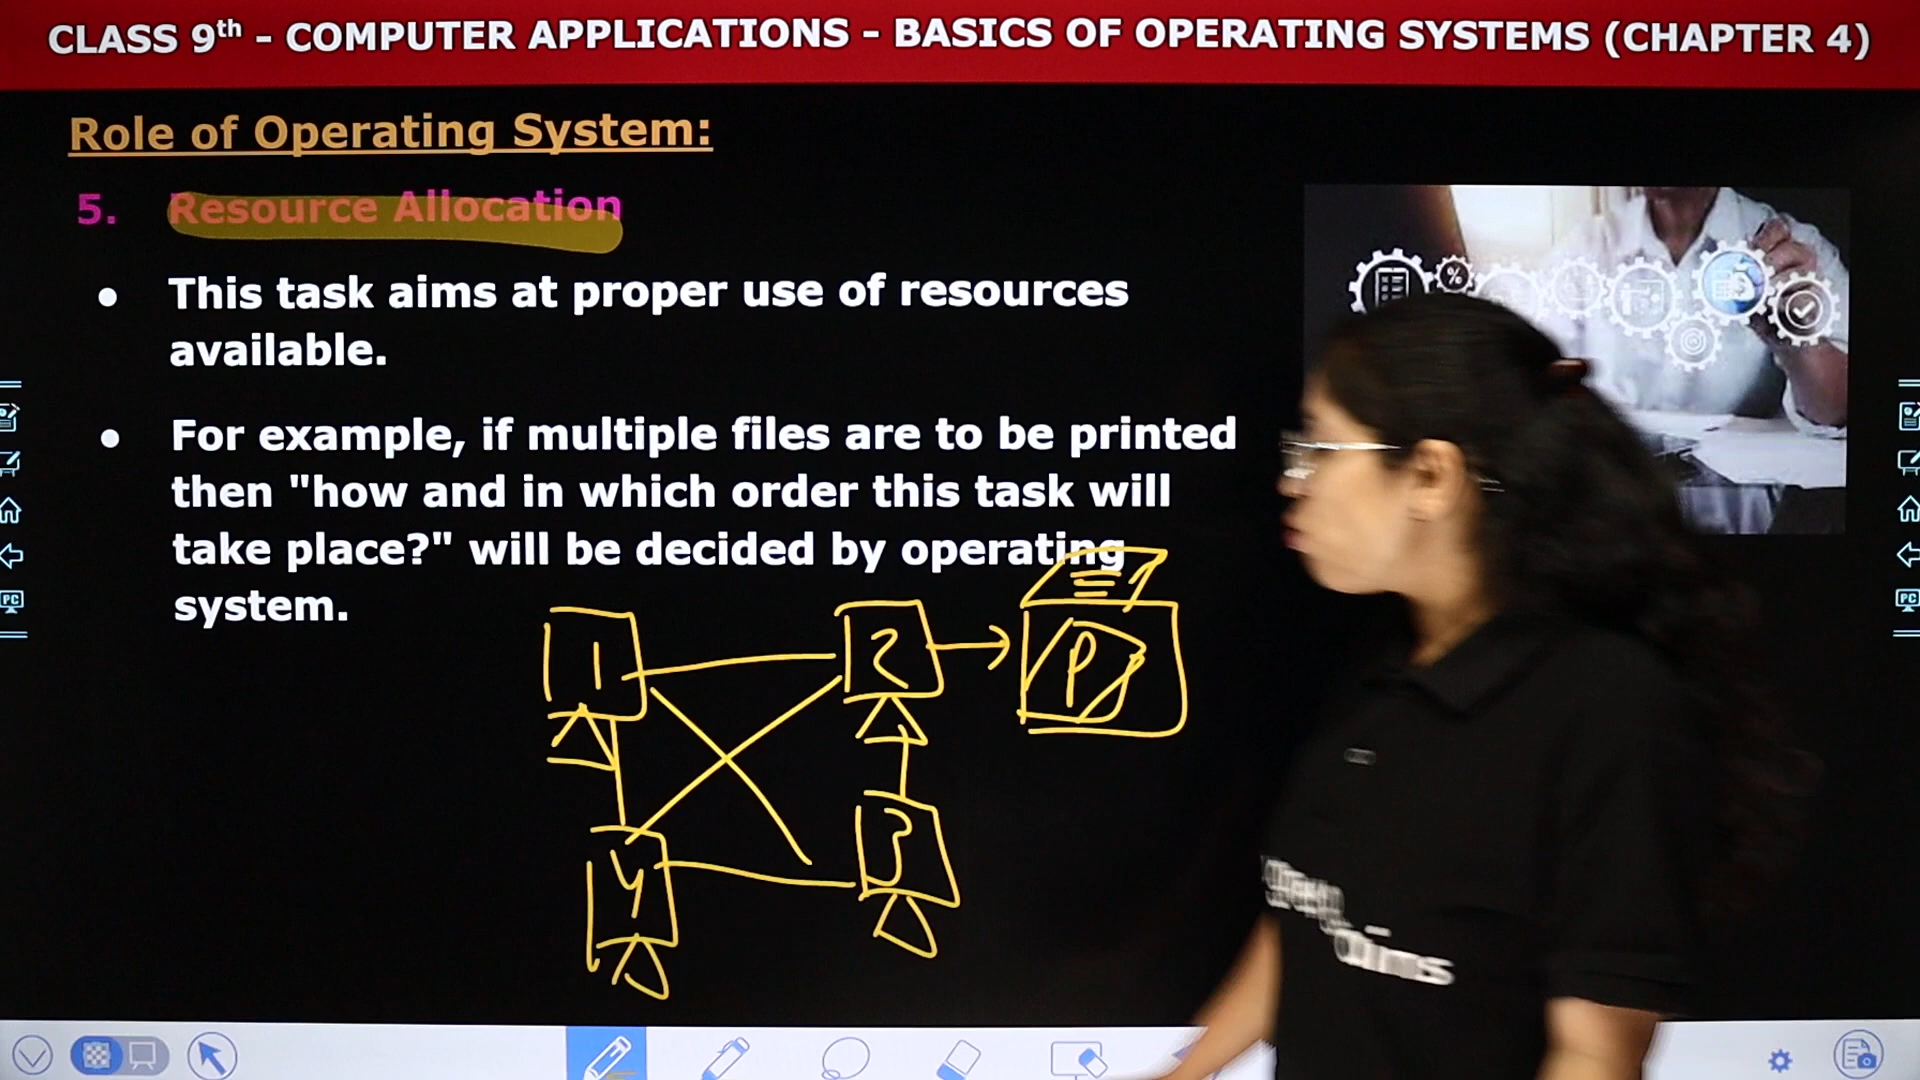 CLASS 9th - COMPUTER APPLICATIONS - BASICS OF OPERATING SYSTEMS (CHAPTER 4)
Role of Operating System:
5. Resource Allocation
• This task aims at proper use of resources
available.
• For example, if multiple files are to be printed
then "how and in which order this task will
take place?" will be decided by operating
system.
1
2
P
3
4
%
PC
PC